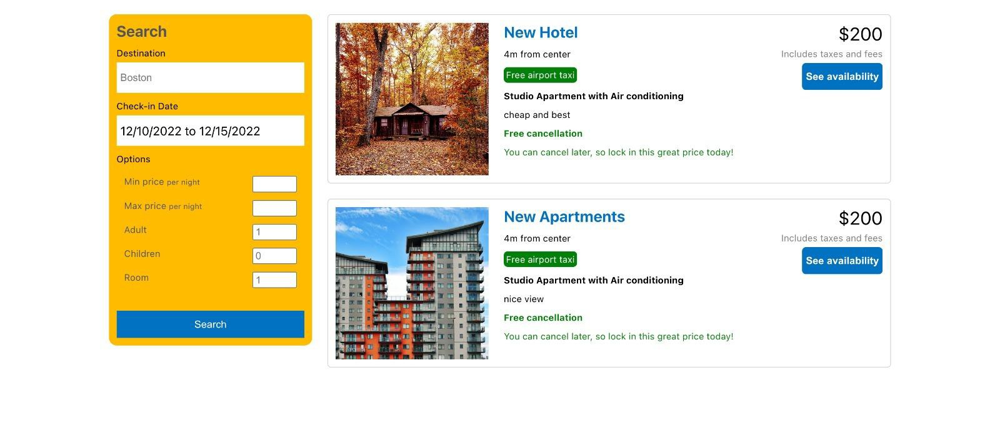 Search
Destination
Boston
Check-in Date
12/10/2022 to 12/15/2022
Options
Min price per night
Max price per night
Adult 1
Children 0
Room 1
Search
New Hotel
$200
4m from center
Includes taxes and fees
Free airport taxi
See availability
Studio Apartment with Air conditioning
cheap and best
Free cancellation
You can cancel later, so lock in this great price today!
New Apartments
$200
4m from center
Includes taxes and fees
Free airport taxi
See availability
Studio Apartment with Air conditioning
nice view
Free cancellation
You can cancel later, so lock in this great price today!